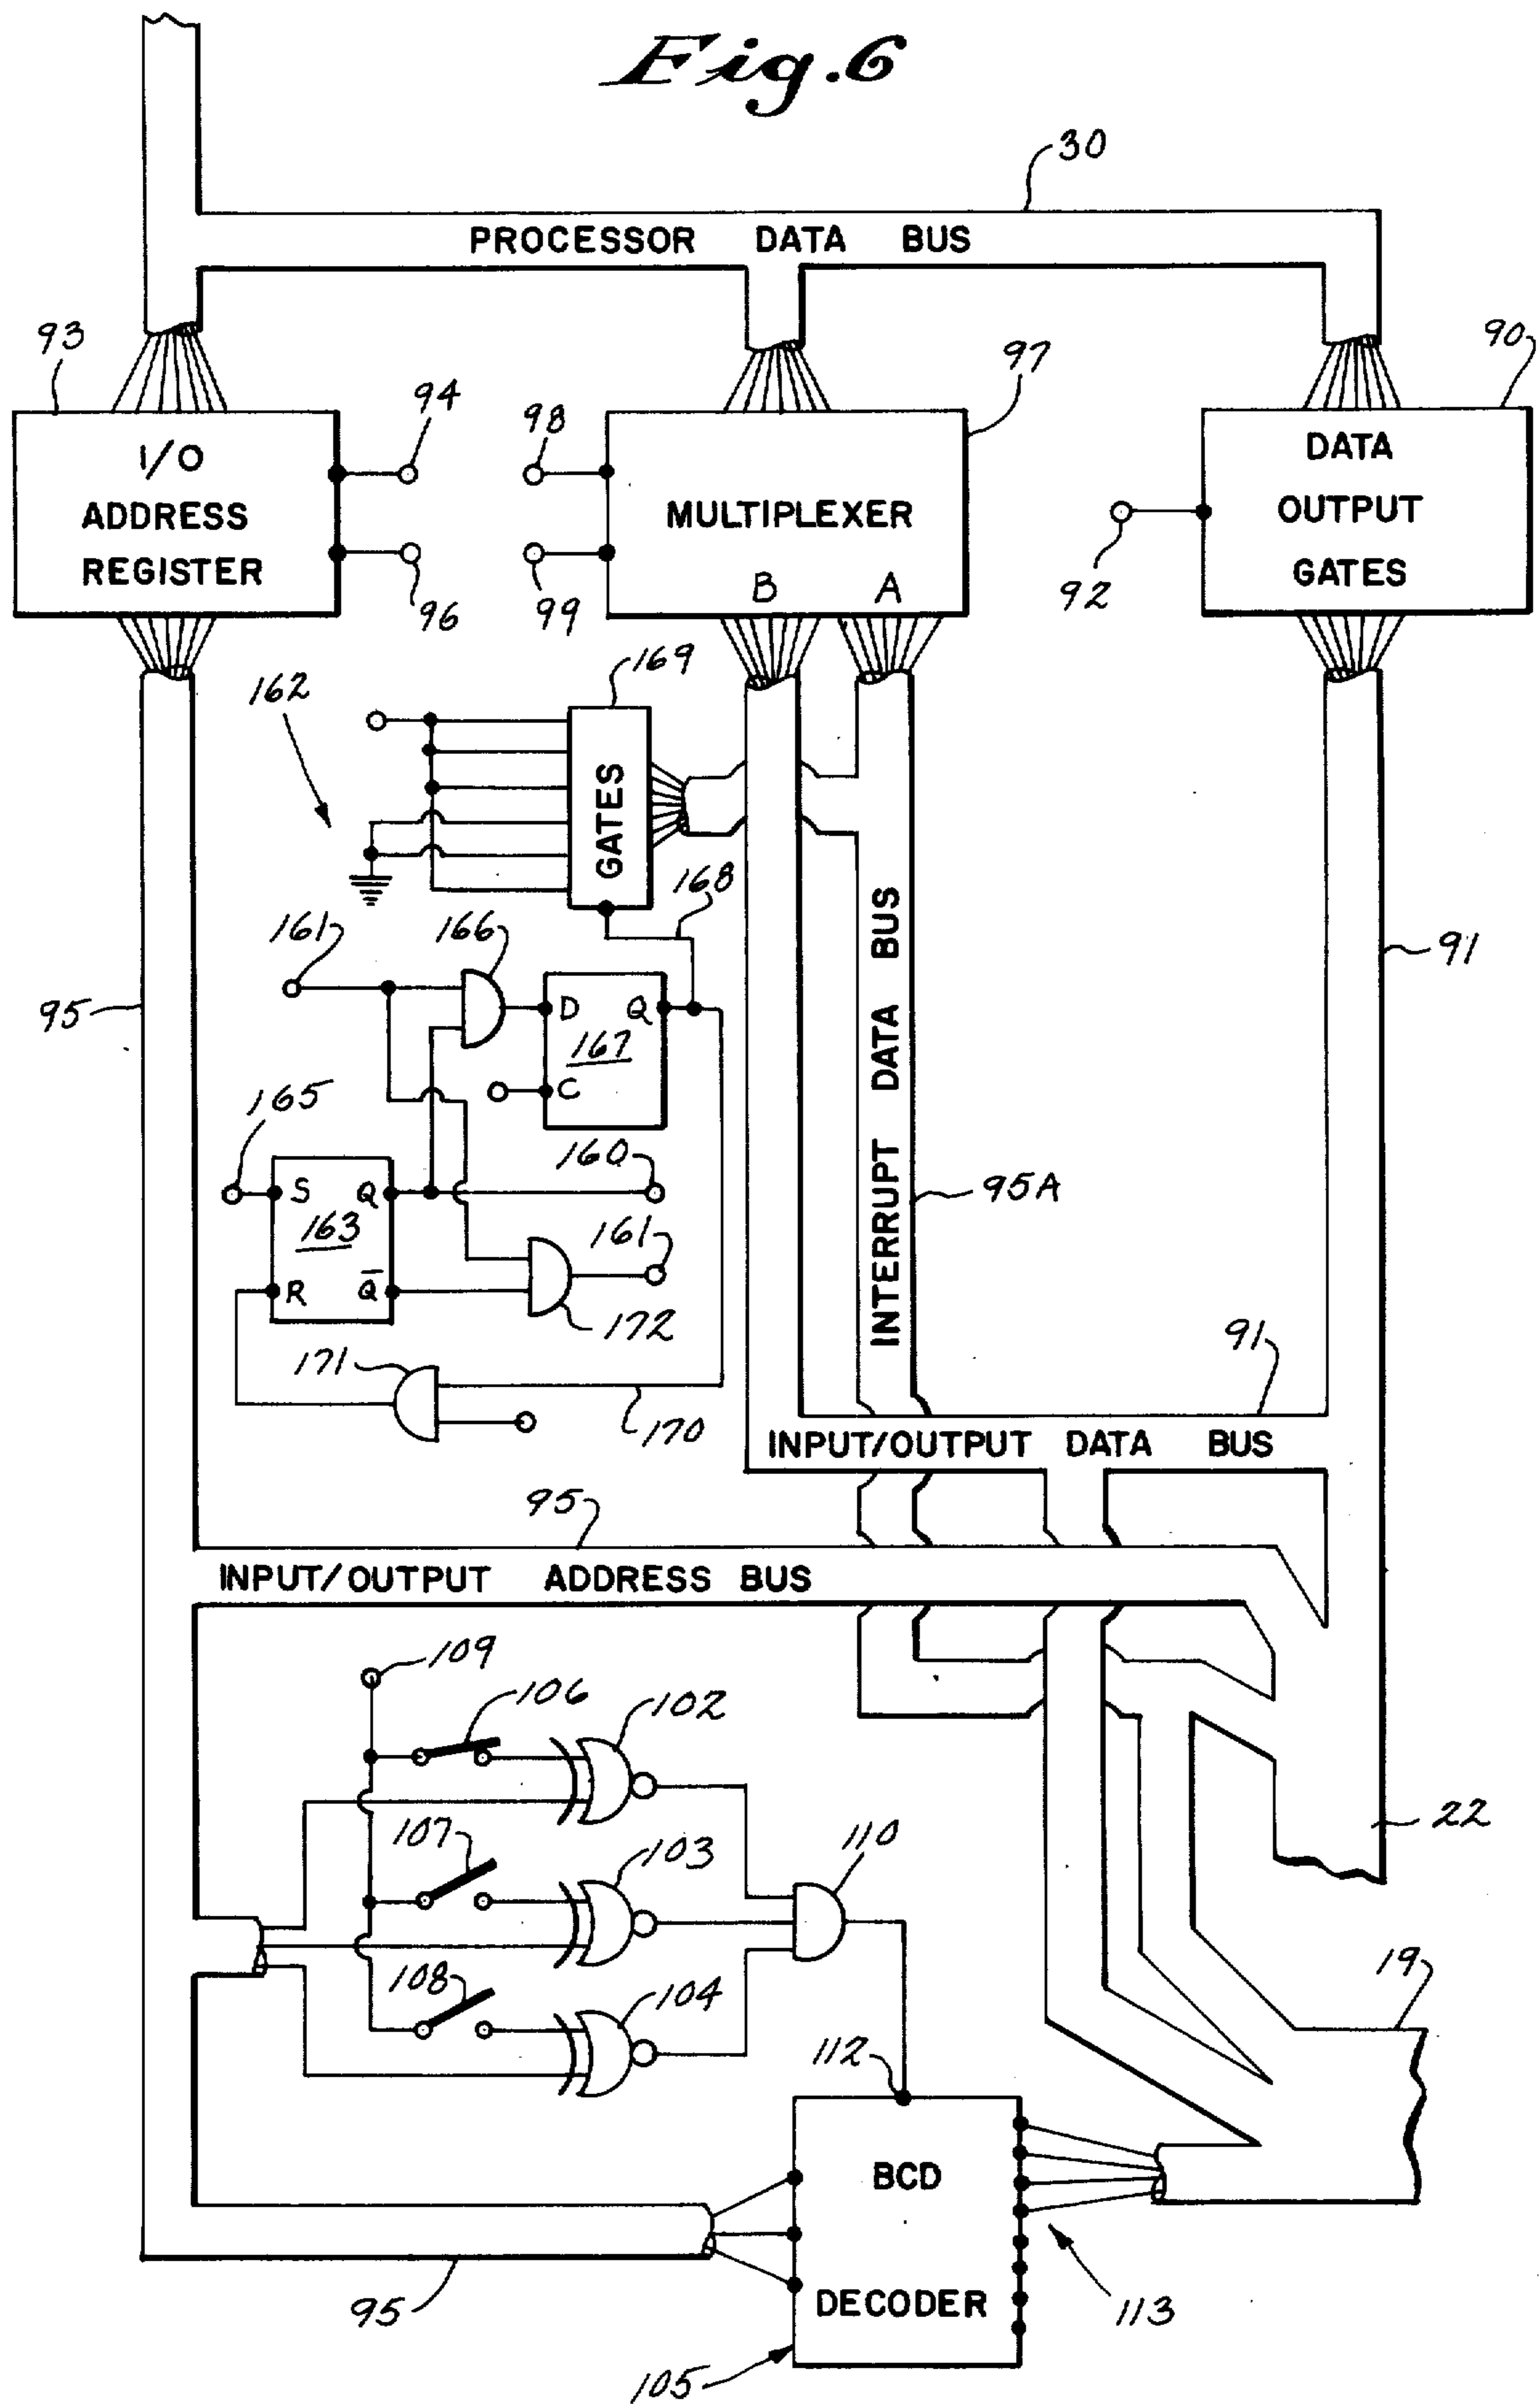 Fig.6
30
PROCESSOR DATA BUS
93
94
98
97
90
I/O
ADDRESS
REGISTER
MULTIPLEXER
B A
DATA
OUTPUT
GATES
96
99
92
162
169
GATES
168
161
166
95
D Q
167
C
INTERRUPT DATA BUS
91
165
160
95A
S Q
163
R Q̅
161
172
171
170
91
INPUT/OUTPUT DATA BUS
95
INPUT/OUTPUT ADDRESS BUS
109
106
102
107
103
110
22
108
104
19
112
BCD
DECODER
113
95
105